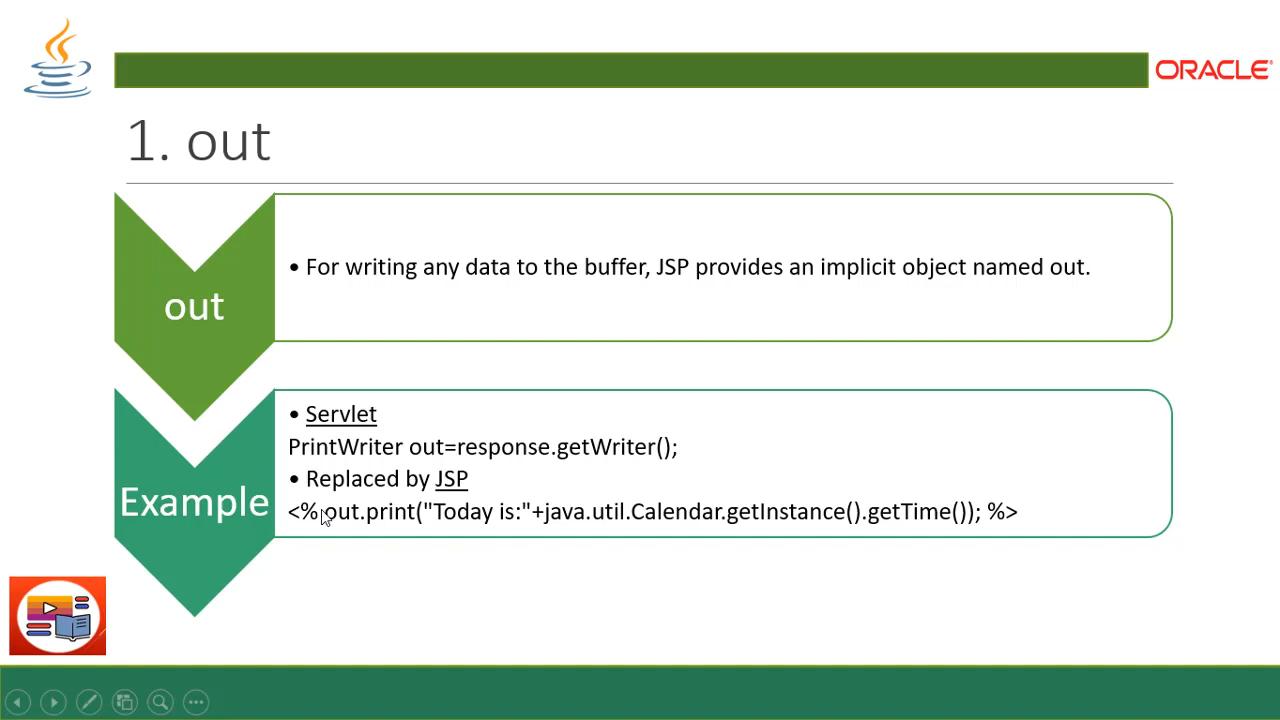 ORACLE
1. out
out
• For writing any data to the buffer, JSP provides an implicit object named out.
Example
• Servlet
PrintWriter out=response.getWriter();
• Replaced by JSP
<% out.print("Today is:"+java.util.Calendar.getInstance().getTime()); %>